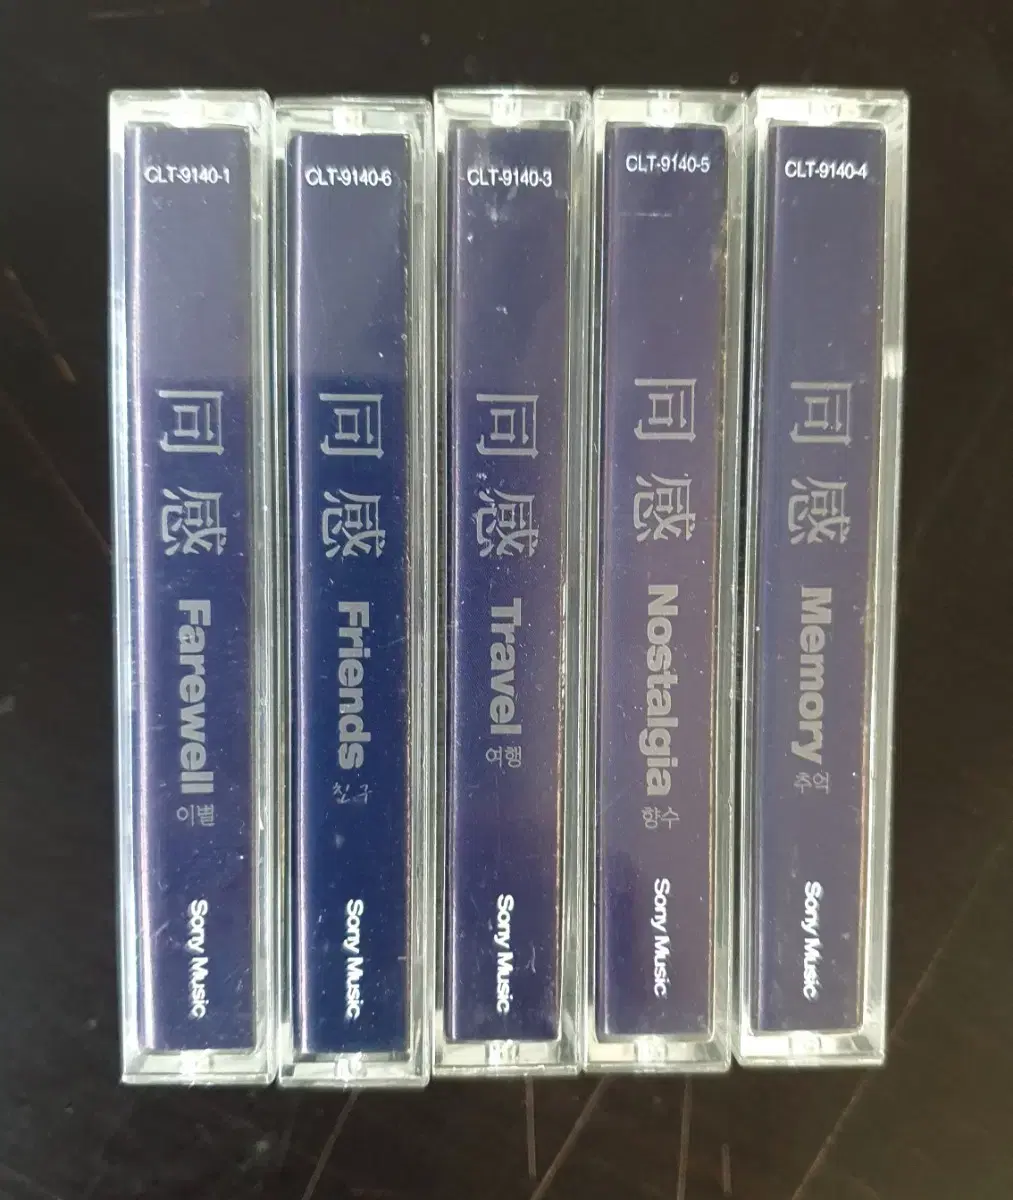 CLT-9140-1
同感 Farewell 이별
Sony Music
CLT-9140-6
同感 Friends 친구
Sony Music
CLT-9140-3
同感 Travel 여행
Sony Music
CLT-9140-5
同感 Nostalgia 향수
Sony Music
CLT-9140-4
同感 Memory 추억
Sony Music